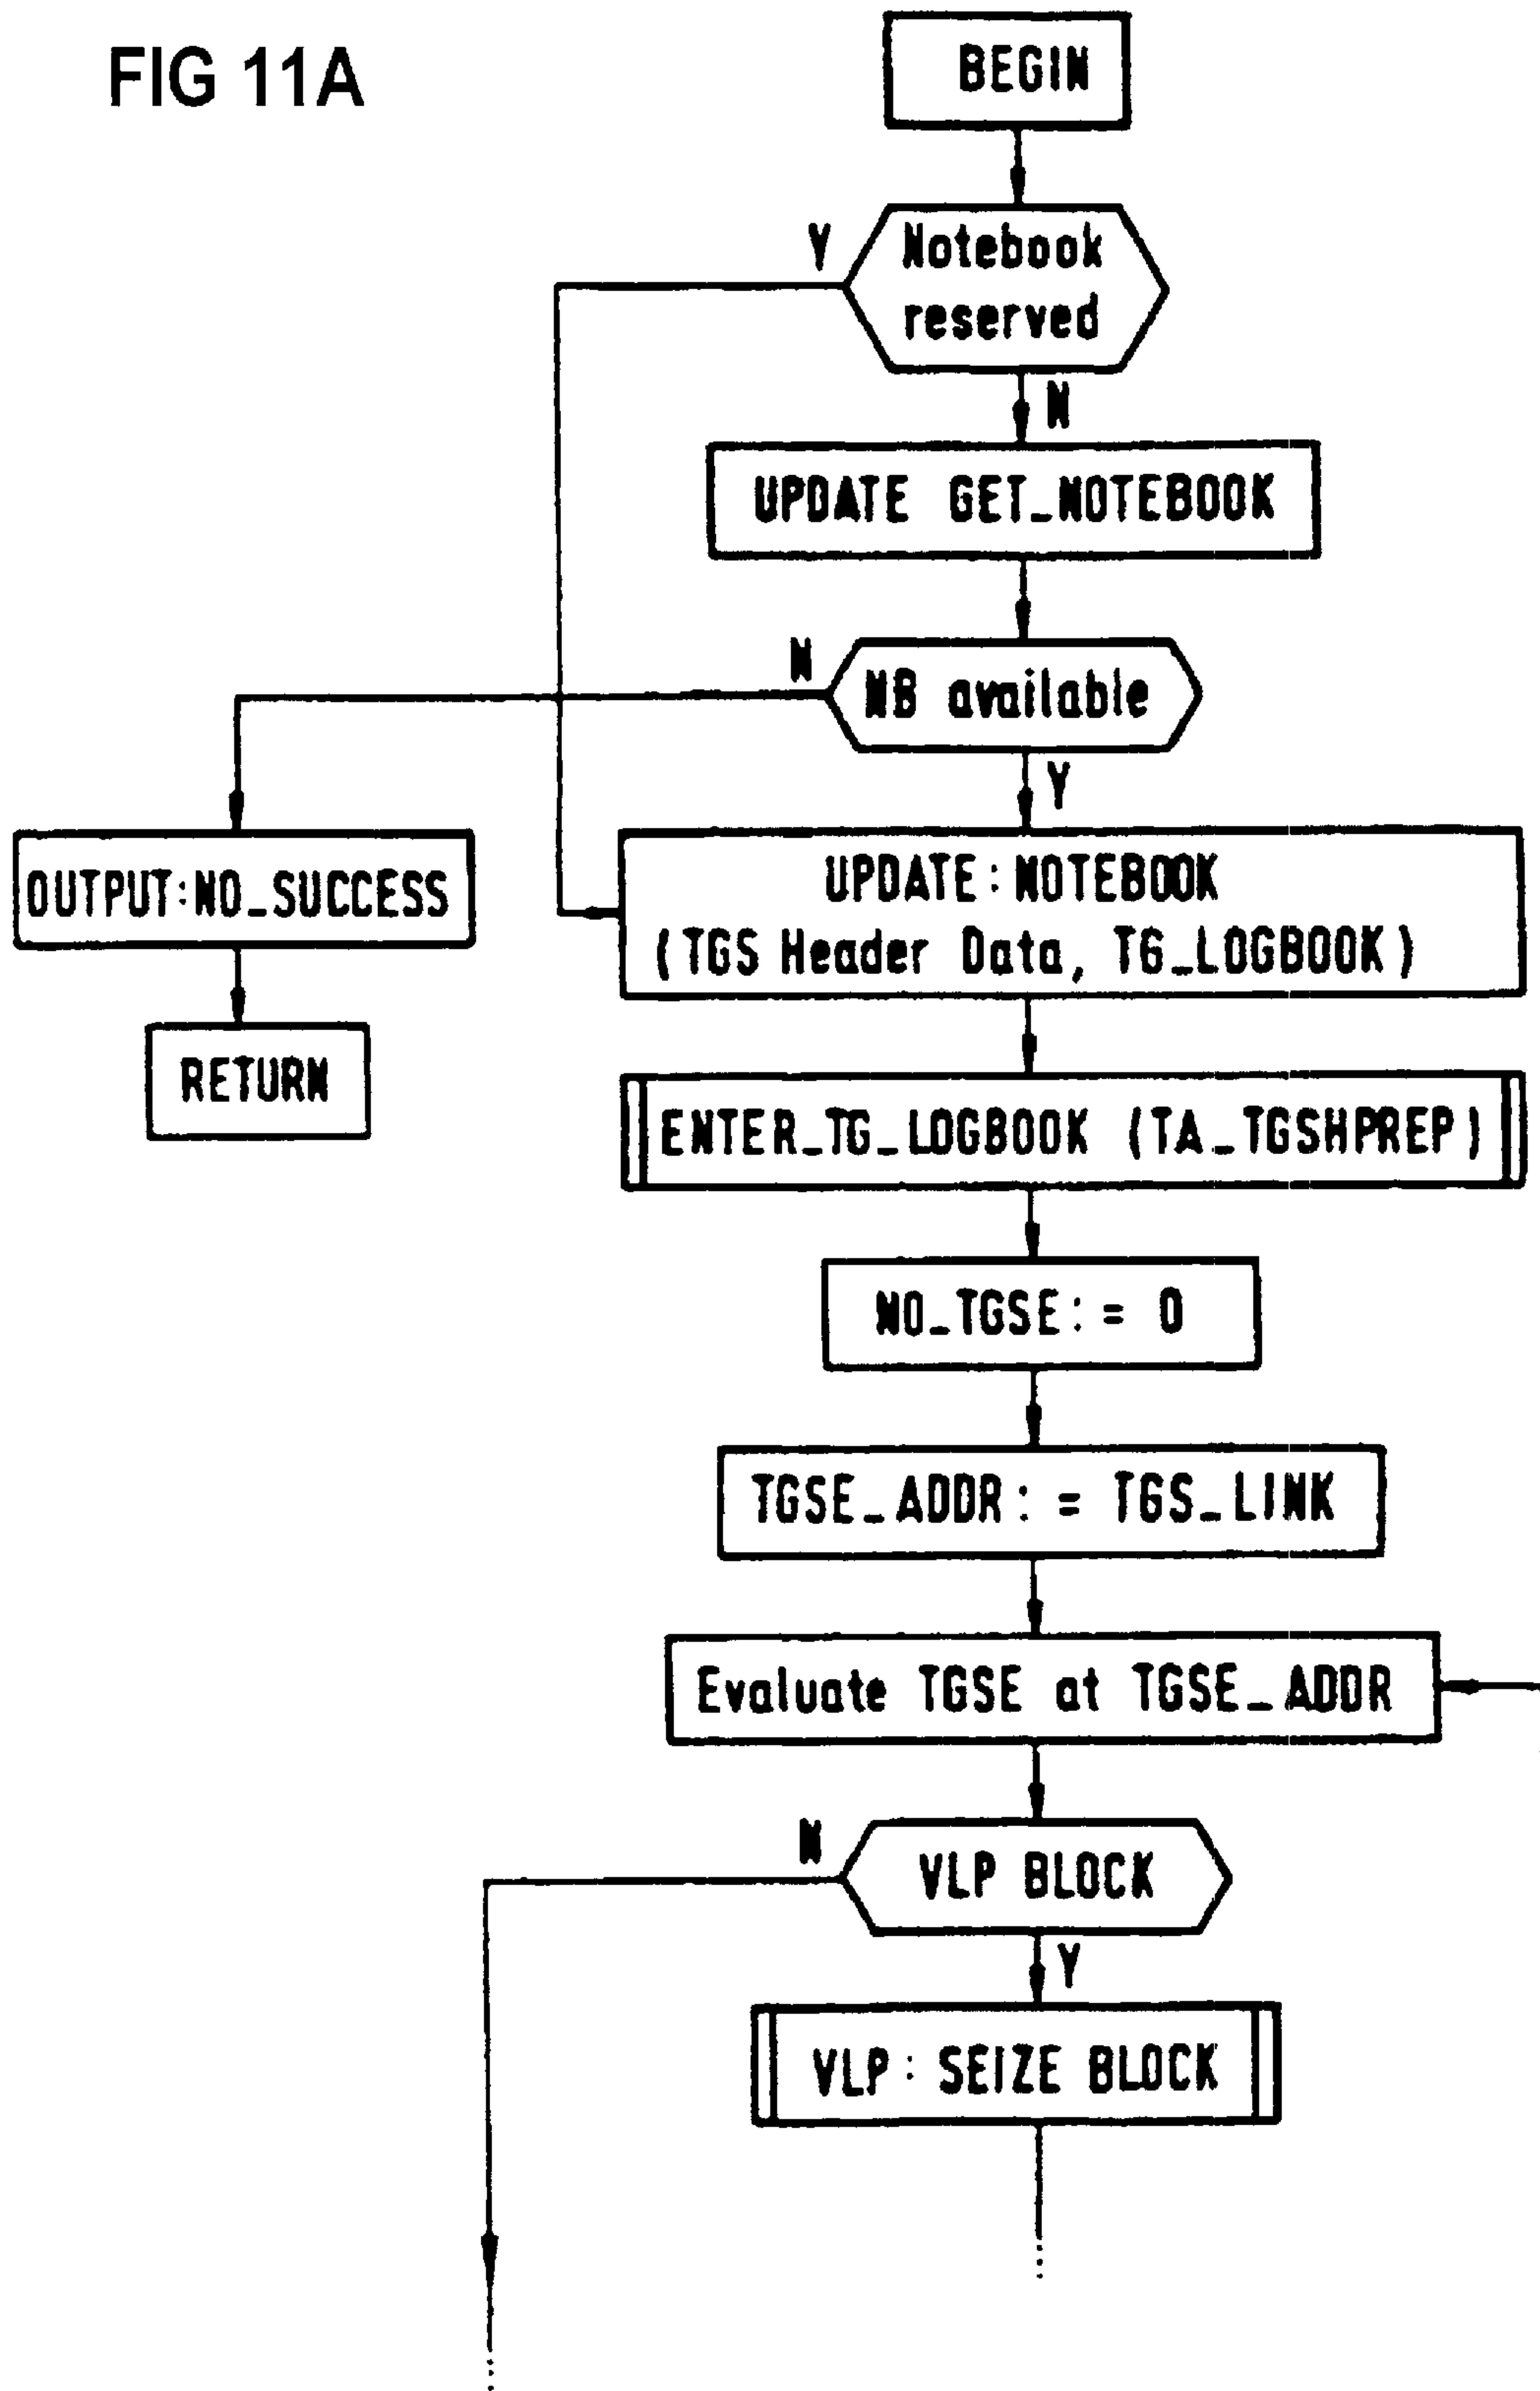 FIG 11A
BEGIN
Y
Notebook
reserved
N
UPDATE GET_NOTEBOOK
N
NB available
Y
OUTPUT:NO_SUCCESS
UPDATE: NOTEBOOK
(TGS Header Data, TG_LOGBOOK)
RETURN
ENTER_TG_LOGBOOK (TA_TGSHPREP)
NO_TGSE: = 0
TGSE_ADDR: = TGS_LINK
Evaluate TGSE at TGSE_ADDR
N
VLP BLOCK
Y
VLP: SEIZE BLOCK